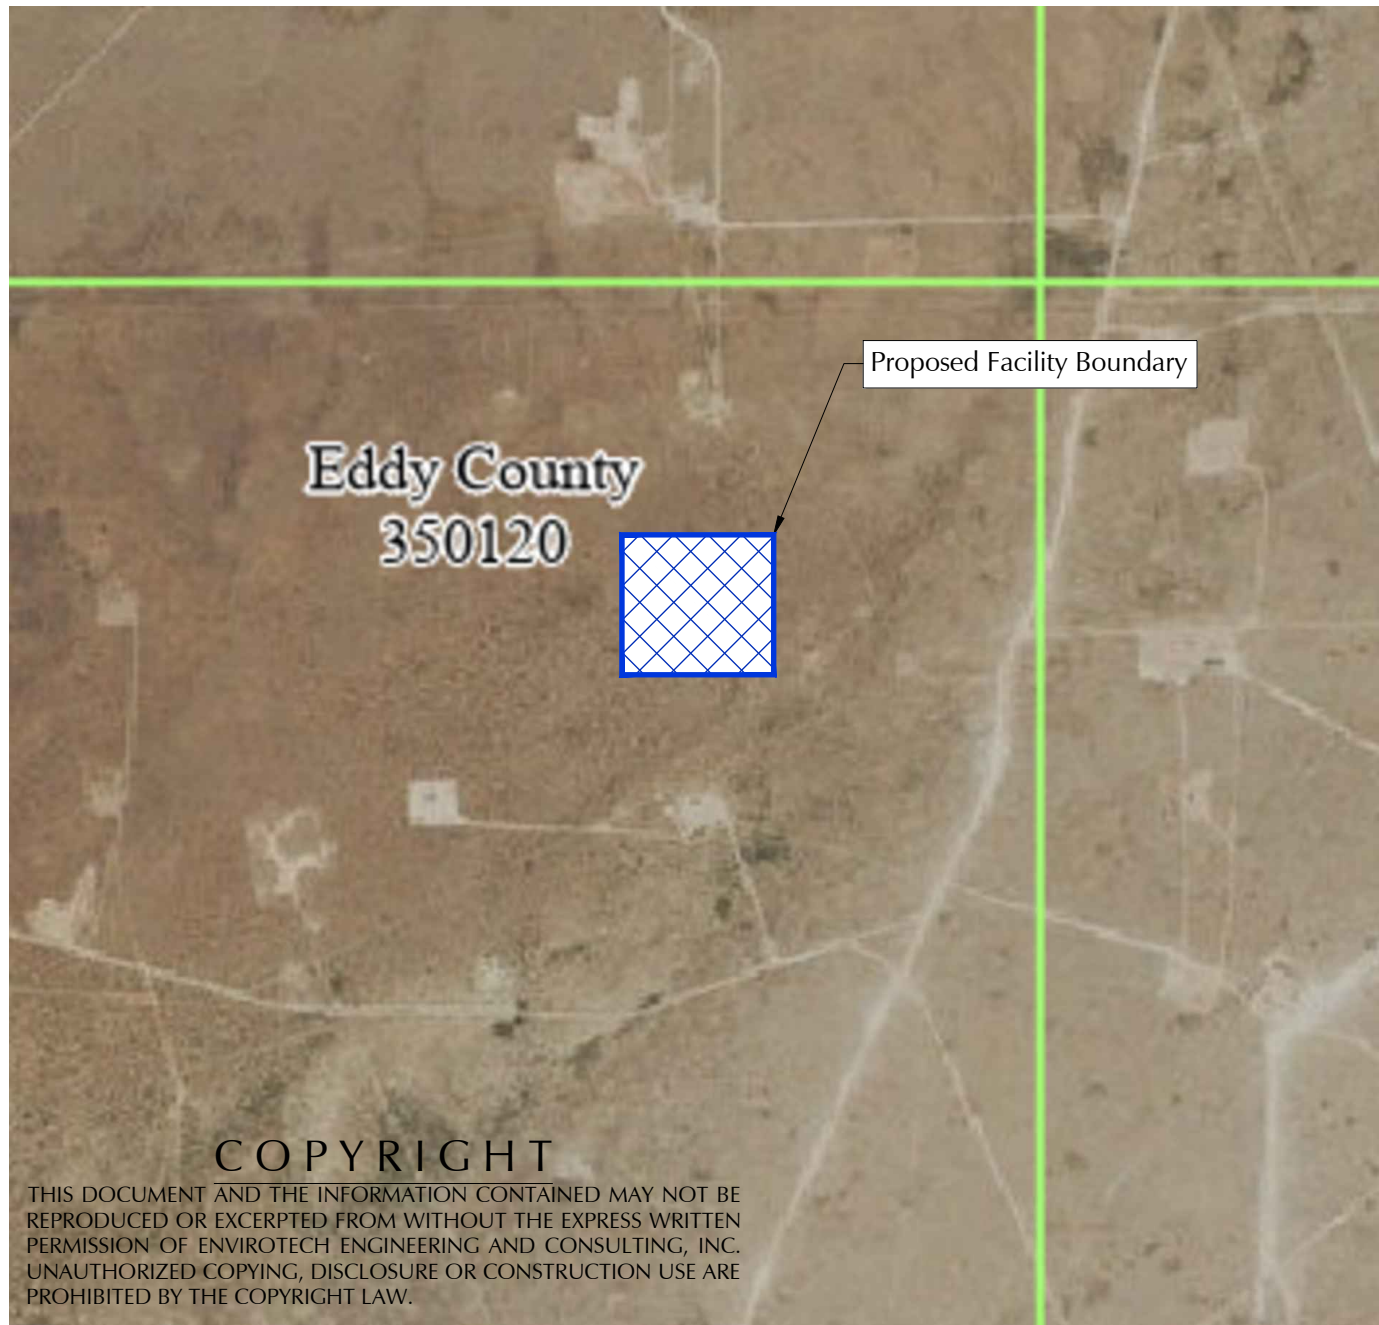 Proposed Facility Boundary
Eddy County
350120
COPYRIGHT
THIS DOCUMENT AND THE INFORMATION CONTAINED MAY NOT BE
REPRODUCED OR EXCERPTED FROM WITHOUT THE EXPRESS WRITTEN
PERMISSION OF ENVIROTECH ENGINEERING AND CONSULTING, INC.
UNAUTHORIZED COPYING, DISCLOSURE OR CONSTRUCTION USE ARE
PROHIBITED BY THE COPYRIGHT LAW.